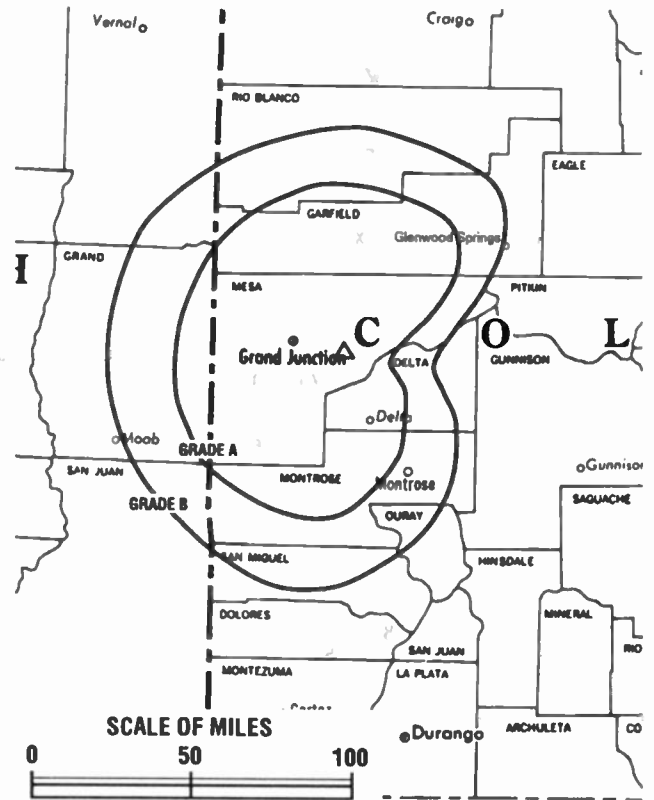 Vernal
Craig
RIO BLANCO
EAGLE
GARFIELD
Glenwood Springs
GRAND
H
MESA
PITKIN
C O L
Grand Junction
DELTA
GUNNISON
Delta
Moab
GRADE A
SAN JUAN
MONTROSE
Montrose
Gunnison
GRADE B
SAGUACHE
OURAY
SAN MIGUEL
HINSDALE
DOLORES
MINERAL
SAN JUAN
RIO
MONTEZUMA
LA PLATA
Cortez
SCALE OF MILES
Durango
ARCHULETA
CO
0 50 100